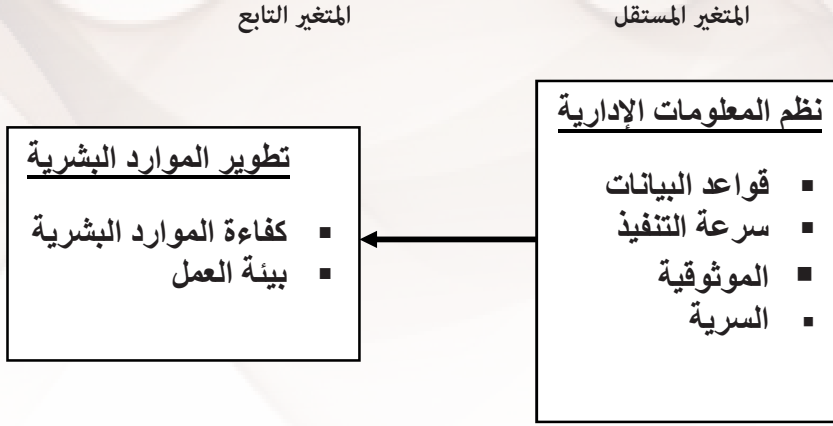 المتغير المستقل
المتغير التابع
نظم المعلومات الإدارية
▪ قواعد البيانات
▪ سرعة التنفيذ
▪ الموثوقية
▪ السرية
تطوير الموارد البشرية
▪ كفاءة الموارد البشرية
▪ بيئة العمل